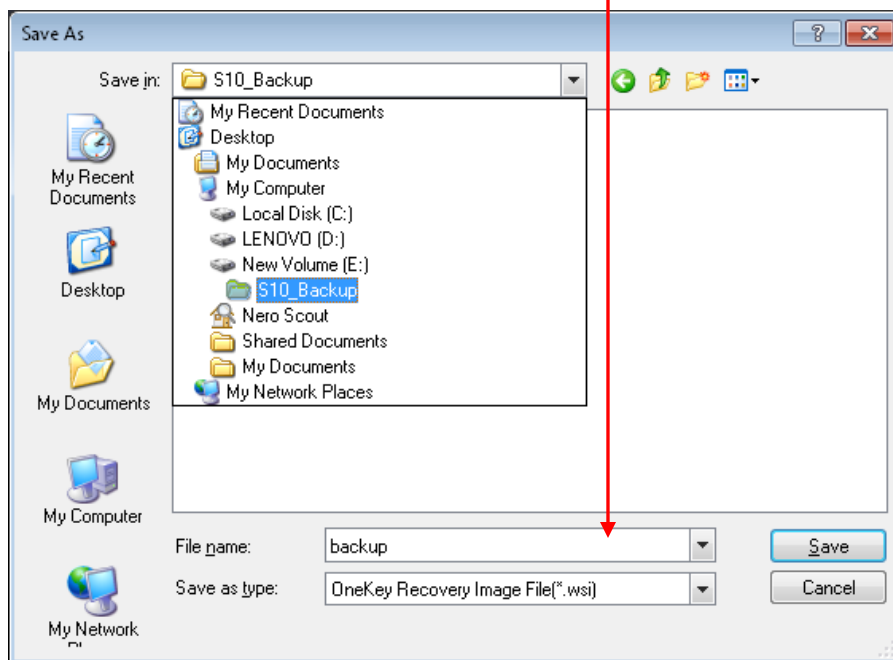 Save As
Save in:
S10_Backup
My Recent Documents
Desktop
My Documents
My Computer
Local Disk (C:)
LENOVO (D:)
New Volume (E:)
S10_Backup
Nero Scout
Shared Documents
My Documents
My Network Places
My Recent
Documents
Desktop
My Documents
My Computer
My Network
File name:
backup
Save
Save as type:
OneKey Recovery Image File(*.wsi)
Cancel